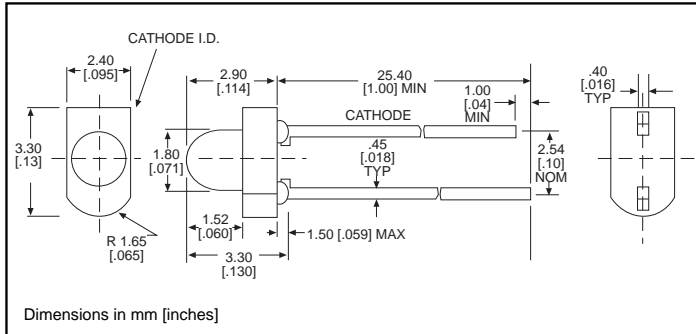 CATHODE I.D.
2.40
[.095]
3.30
[.13]
R 1.65
[.065]
2.90
[.114]
25.40
[1.00] MIN
1.00
[.04]
MIN
CATHODE
1.80
[.071]
.45
[.018]
TYP
2.54
[.10]
NOM
1.52
[.060]
1.50 [.059] MAX
3.30
[.130]
.40
[.016]
TYP
Dimensions in mm [inches]